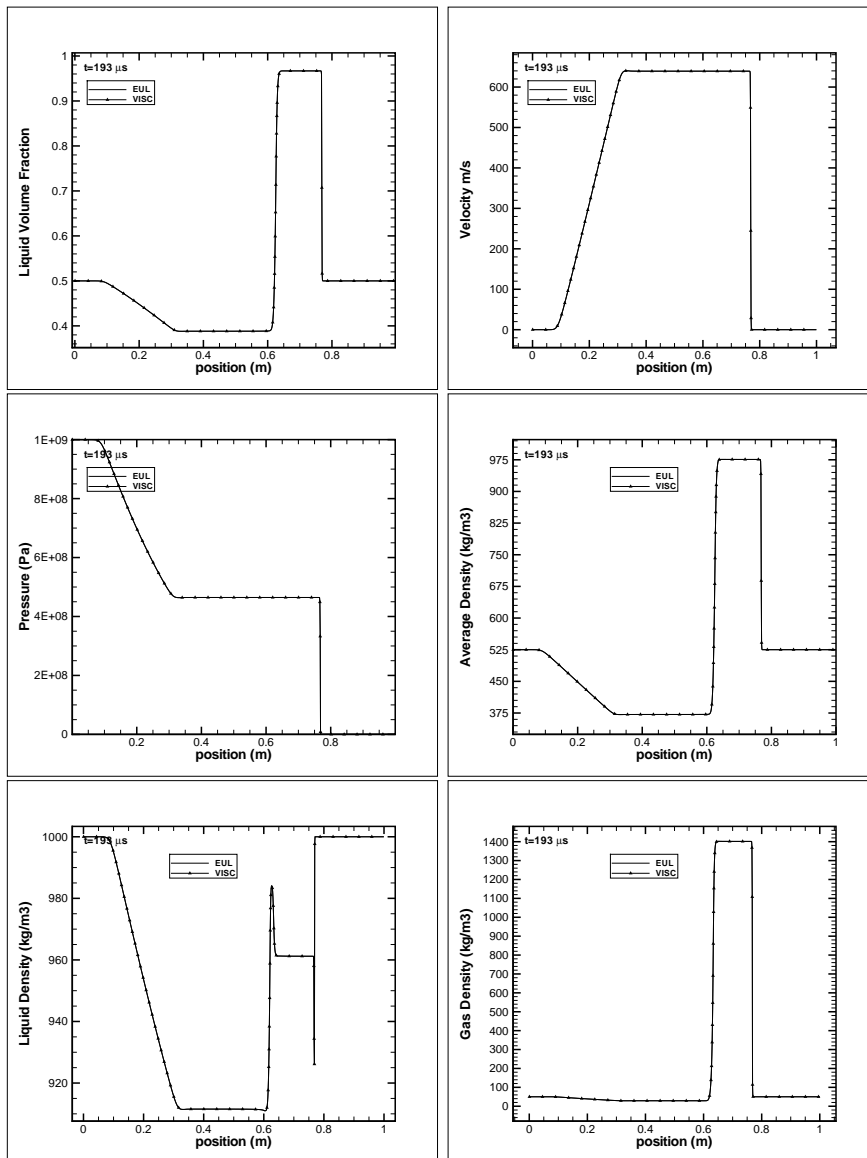 t=193 μs
EUL
VISC
Liquid Volume Fraction
1
0.9
0.8
0.7
0.6
0.5
0.4
0 0.2 0.4 0.6 0.8
position (m)
t=193 μs
EUL
VISC
Velocity m/s
600
500
400
300
200
100
0
0 0.2 0.4 0.6 0.8 1
position (m)
t=193 μs
EUL
VISC
Pressure (Pa)
1E+09
8E+08
6E+08
4E+08
2E+08
0
0.2 0.4 0.6 0.8
position (m)
t=193 μs
EUL
VISC
Average Density (kg/m3)
975
900
825
750
675
600
525
450
375
0 0.2 0.4 0.6 0.8 1
position (m)
t=193 μs
EUL
VISC
Liquid Density (kg/m3)
1000
980
960
940
920
0 0.2 0.4 0.6 0.8 1
position (m)
t=193 μs
EUL
VISC
Gas Density (kg/m3)
1400
1300
1200
1100
1000
900
800
700
600
500
400
300
200
100
0
0 0.2 0.4 0.6 0.8 1
position (m)